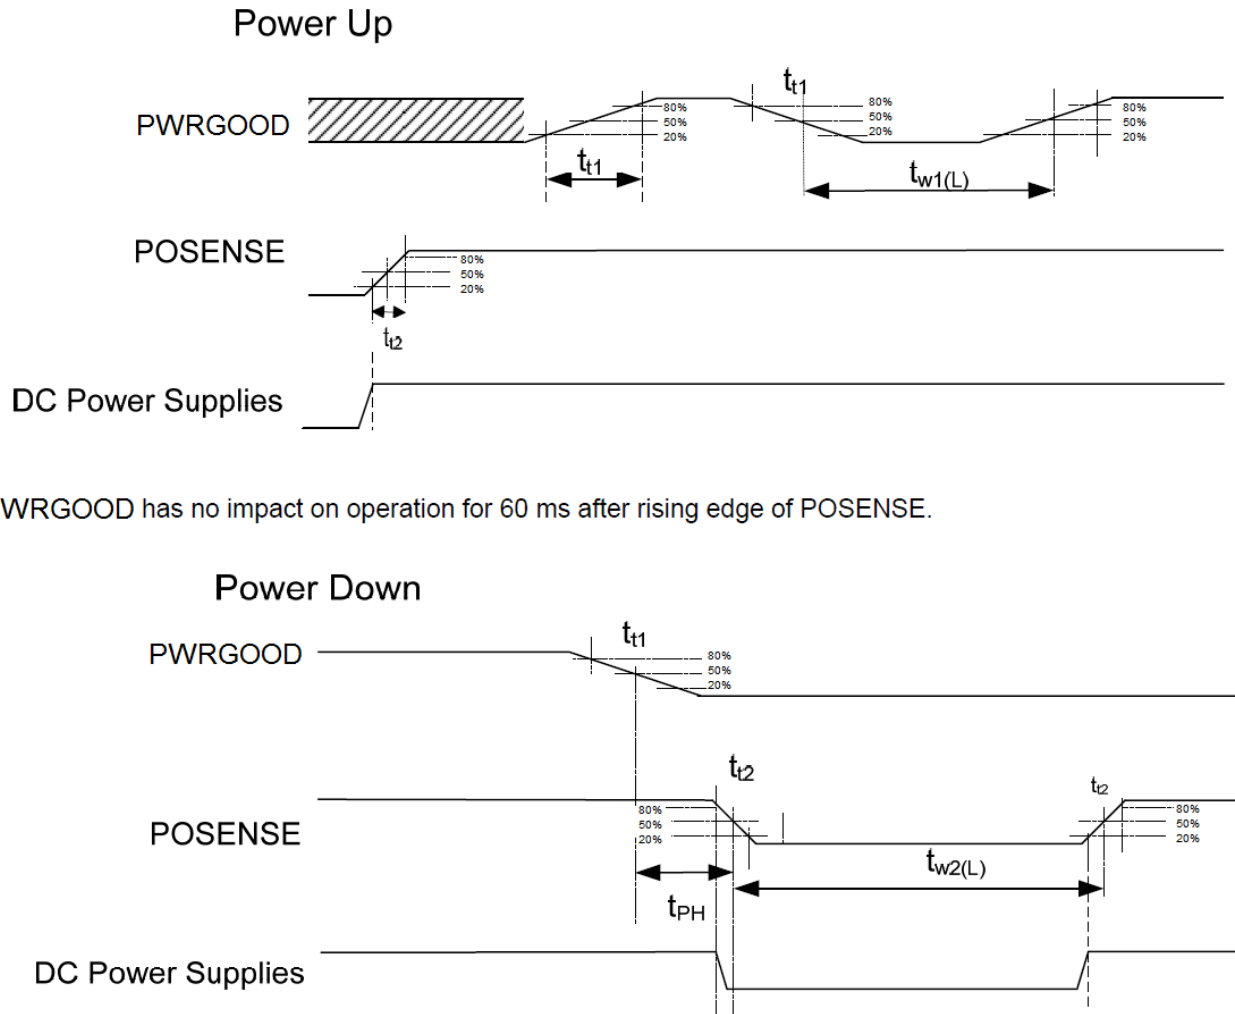 Power Up
t1
PWRGOOD
80%
50%
20%
80%
50%
20%
80%
50%
20%
tt1
tw1(L)
POSENSE
80%
50%
20%
tt2
DC Power Supplies
WRGOOD has no impact on operation for 60 ms after rising edge of POSENSE.
Power Down
tt1
PWRGOOD
80%
50%
20%
tt2
tt2
80%
50%
20%
80%
50%
20%
POSENSE
tw2(L)
tPH
DC Power Supplies